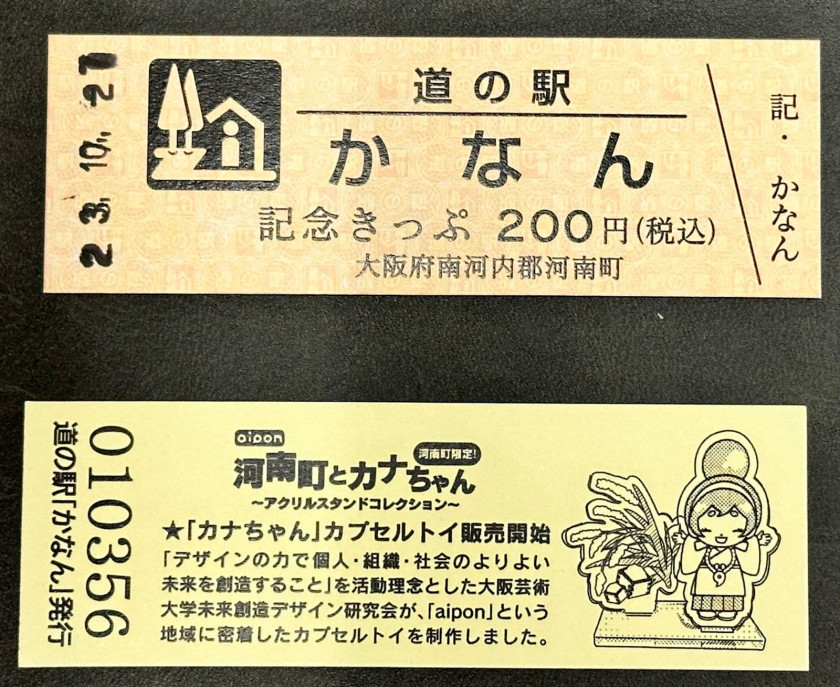 23.10.27
道の駅
かなん
記念きっぷ 200円(税込)
大阪府南河内郡河南町
記・かなん
010356
道の駅「かなん」発行
aipon
河南町限定!
河南町とカナちゃん
~アクリルスタンドコレクション~
★「カナちゃん」カプセルトイ販売開始
「デザインの力で個人・組織・社会のよりよい
未来を創造すること」を活動理念とした大阪芸術
大学未来創造デザイン研究会が、「aipon」という
地域に密着したカプセルトイを制作しました。